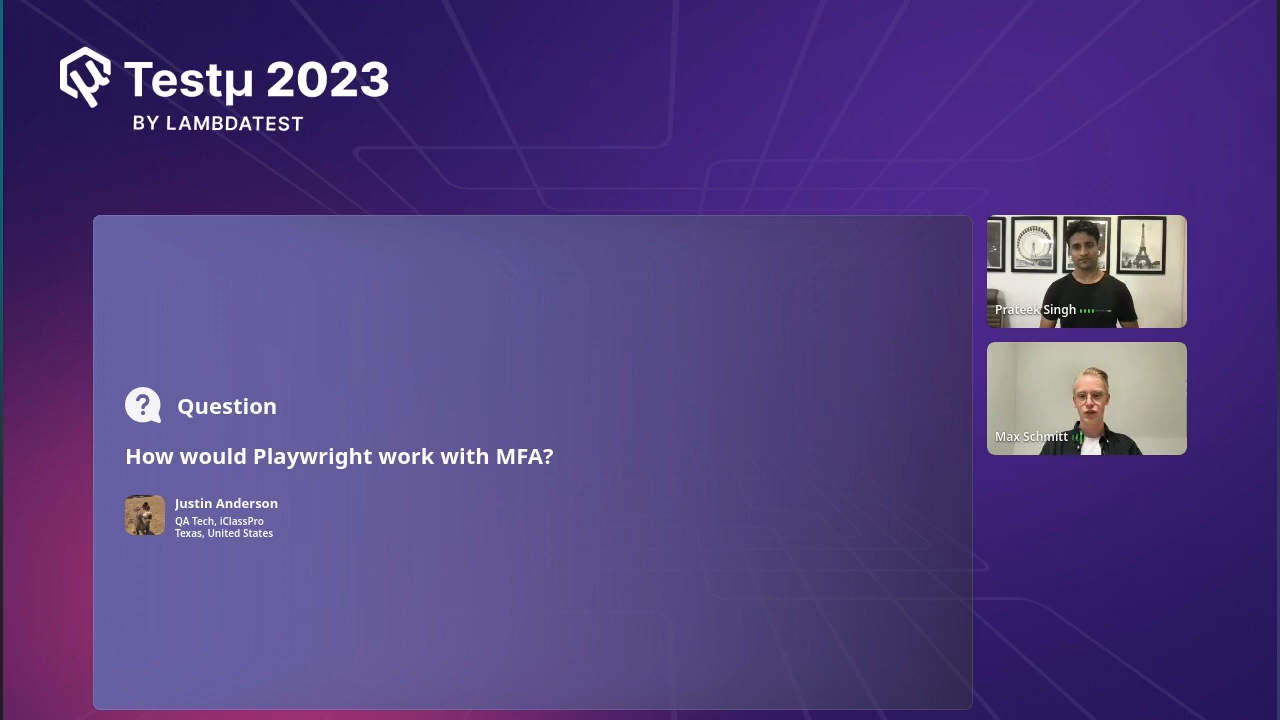 Testμ 2023
BY LAMBDATEST
Question
How would Playwright work with MFA?
Justin Anderson
QA Tech, iClassPro
Texas, United States
Prateek Singh
Max Schmitt